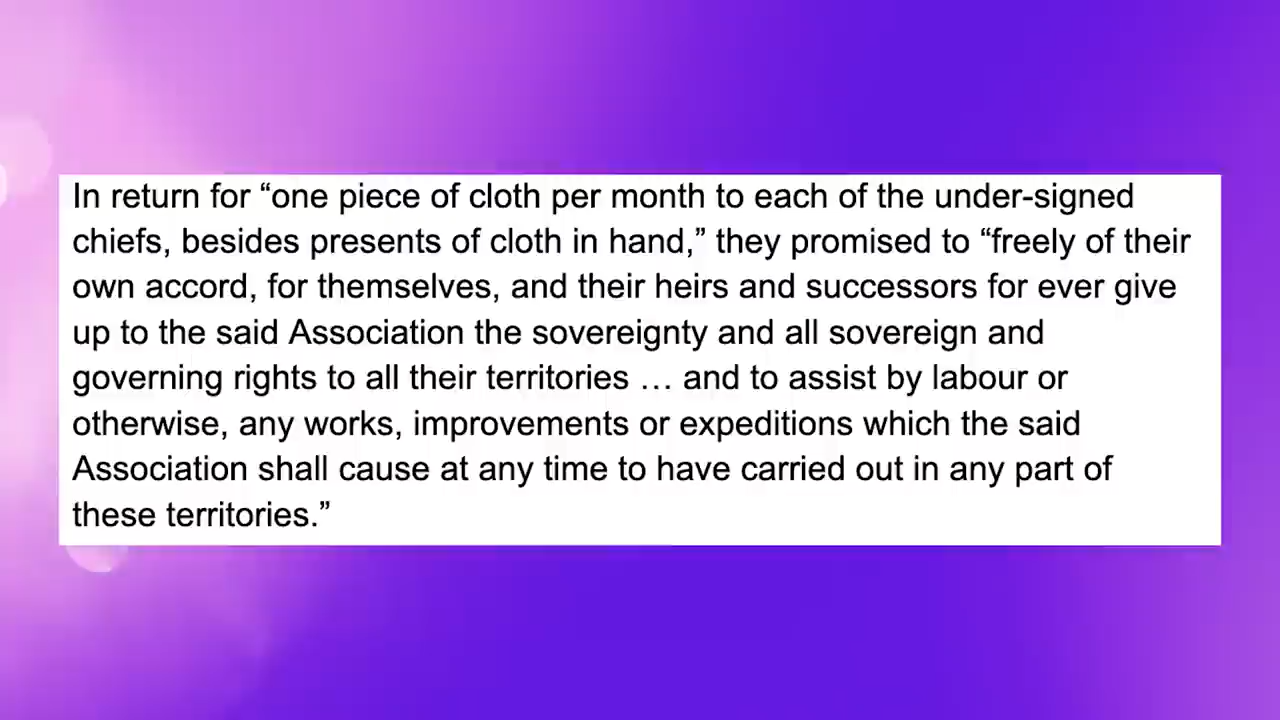 In return for “one piece of cloth per month to each of the under-signed
chiefs, besides presents of cloth in hand,” they promised to “freely of their
own accord, for themselves, and their heirs and successors for ever give
up to the said Association the sovereignty and all sovereign and
governing rights to all their territories … and to assist by labour or
otherwise, any works, improvements or expeditions which the said
Association shall cause at any time to have carried out in any part of
these territories.”